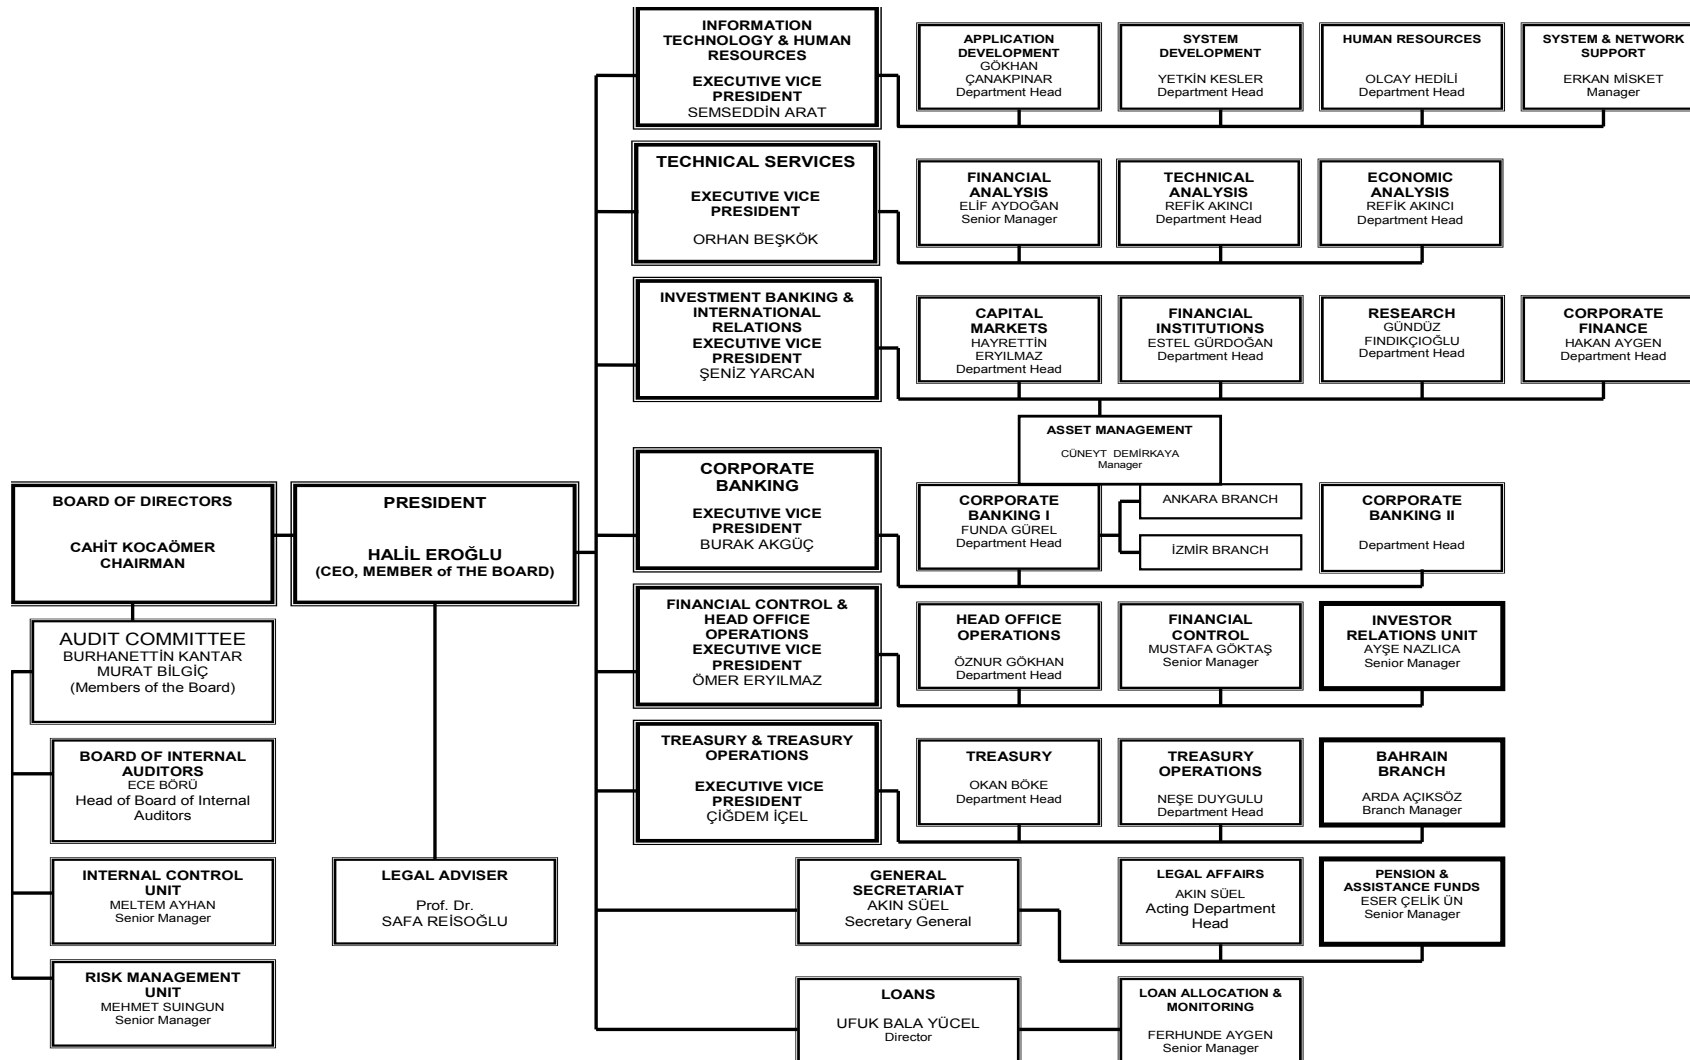 INFORMATION
TECHNOLOGY & HUMAN
RESOURCES
EXECUTIVE VICE
PRESIDENT
SEMSEDDİN ARAT
APPLICATION
DEVELOPMENT
GÖKHAN
ÇANAKPINAR
Department Head
SYSTEM
DEVELOPMENT
YETKİN KESLER
Department Head
HUMAN RESOURCES
OLCAY HEDİLİ
Department Head
SYSTEM & NETWORK
SUPPORT
ERKAN MİSKET
Manager
TECHNICAL SERVICES
EXECUTIVE VICE
PRESIDENT
ORHAN BEŞKÖK
FINANCIAL
ANALYSIS
ELİF AYDOĞAN
Senior Manager
TECHNICAL
ANALYSIS
REFİK AKINCI
Department Head
ECONOMIC
ANALYSIS
REFİK AKINCI
Department Head
INVESTMENT BANKING &
INTERNATIONAL
RELATIONS
EXECUTIVE VICE
PRESIDENT
ŞENİZ YARCAN
CAPITAL
MARKETS
HAYRETTİN
ERYILMAZ
Department Head
FINANCIAL
INSTITUTIONS
ESTEL GÜRDOĞAN
Department Head
RESEARCH
GÜNDÜZ
FINDIKÇIOĞLU
Department Head
CORPORATE
FINANCE
HAKAN AYGEN
Department Head
ASSET MANAGEMENT
CÜNEYT DEMİRKAYA
Manager
BOARD OF DIRECTORS
CAHİT KOCAÖMER
CHAIRMAN
PRESIDENT
HALİL EROĞLU
(CEO, MEMBER of THE BOARD)
CORPORATE
BANKING
EXECUTIVE VICE
PRESIDENT
BURAK AKGÜÇ
CORPORATE
BANKING I
FUNDA GÜREL
Department Head
ANKARA BRANCH
İZMİR BRANCH
CORPORATE
BANKING II
Department Head
AUDIT COMMITTEE
BURHANETTİN KANTAR
MURAT BİLGİÇ
(Members of the Board)
FINANCIAL CONTROL &
HEAD OFFICE
OPERATIONS
EXECUTIVE VICE
PRESIDENT
ÖMER ERYILMAZ
HEAD OFFICE
OPERATIONS
ÖZNUR GÖKHAN
Department Head
FINANCIAL
CONTROL
MUSTAFA GÖKTAŞ
Senior Manager
INVESTOR
RELATIONS UNIT
AYŞE NAZLICA
Senior Manager
BOARD OF INTERNAL
AUDITORS
ECE BÖRÜ
Head of Board of Internal
Auditors
TREASURY & TREASURY
OPERATIONS
EXECUTIVE VICE
PRESIDENT
ÇİĞDEM İÇEL
TREASURY
OKAN BÖKE
Department Head
TREASURY
OPERATIONS
NEŞE DUYGULU
Department Head
BAHRAIN
BRANCH
ARDA AÇIKSÖZ
Branch Manager
INTERNAL CONTROL
UNIT
MELTEM AYHAN
Senior Manager
LEGAL ADVISER
Prof. Dr.
SAFA REİSOĞLU
GENERAL
SECRETARIAT
AKIN SÜEL
Secretary General
LEGAL AFFAIRS
AKIN SÜEL
Acting Department
Head
PENSION &
ASSISTANCE FUNDS
ESER ÇELİK ÜN
Senior Manager
RISK MANAGEMENT
UNIT
MEHMET SUINGUN
Senior Manager
LOANS
UFUK BALA YÜCEL
Director
LOAN ALLOCATION &
MONITORING
FERHUNDE AYGEN
Senior Manager